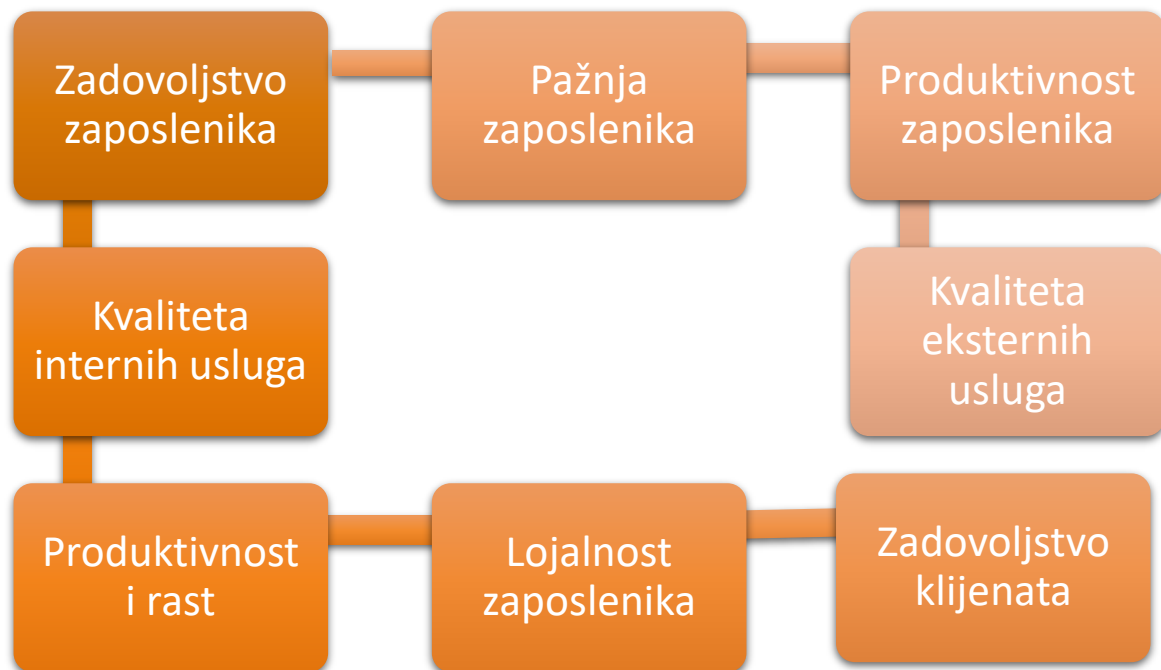 Zadovoljstvo
zaposlenika
Pažnja
zaposlenika
Produktivnost
zaposlenika
Kvaliteta
internih usluga
Kvaliteta
eksternih
usluga
Produktivnost
i rast
Lojalnost
zaposlenika
Zadovoljstvo
klijenata